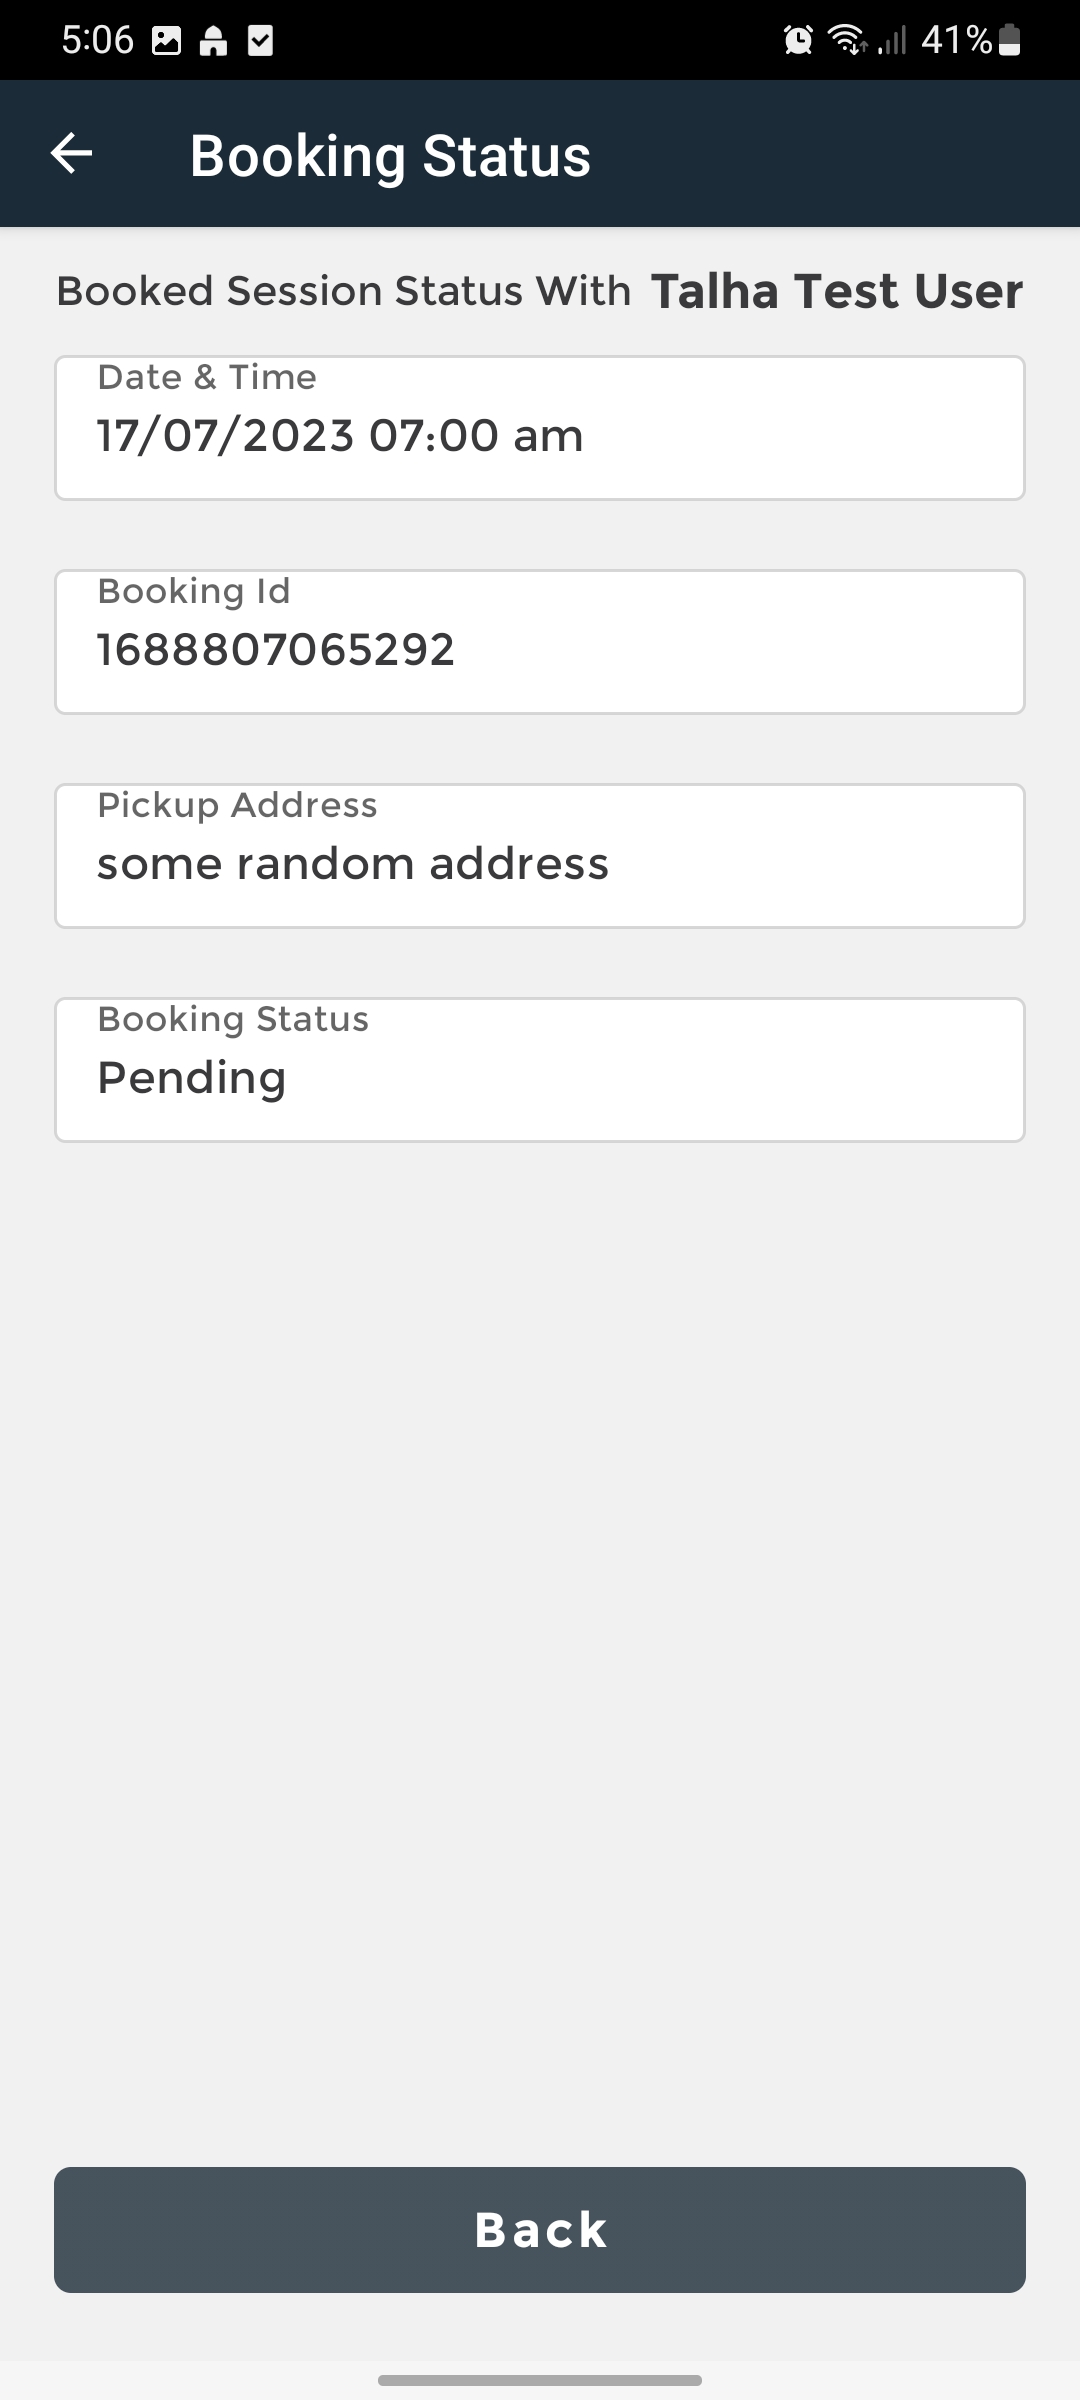 5:06 41%
Booking Status
Booked Session Status With Talha Test User
Date & Time
17/07/2023 07:00 am
Booking Id
1688807065292
Pickup Address
some random address
Booking Status
Pending
Back